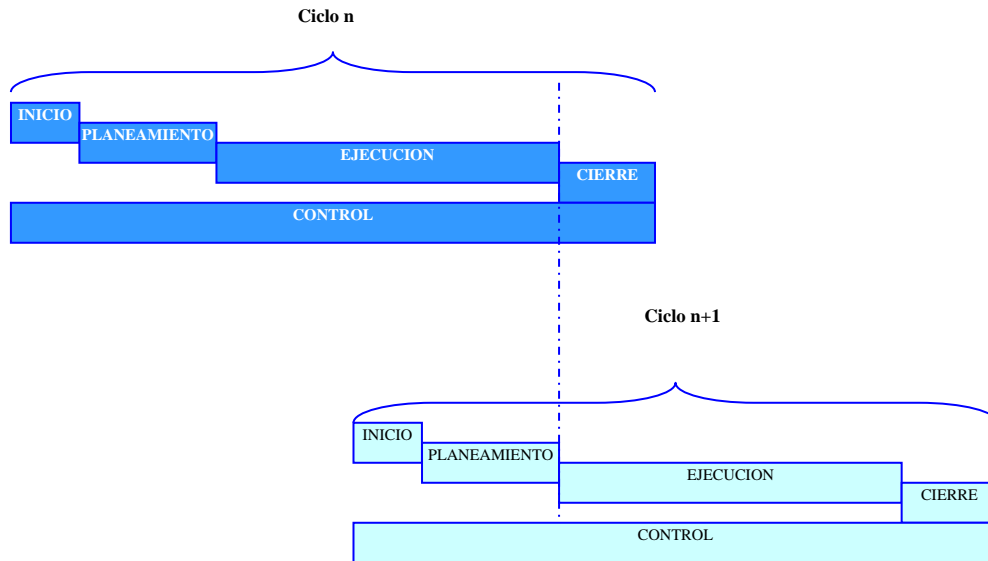 Ciclo n
INICIO
PLANEAMIENTO
EJECUCION
CIERRE
CONTROL
Ciclo n+1
INICIO
PLANEAMIENTO
EJECUCION
CIERRE
CONTROL